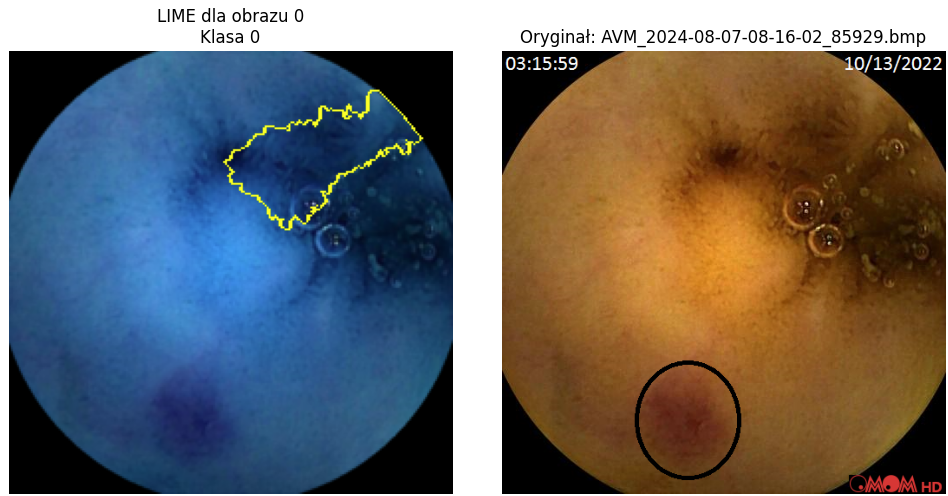 LIME dla obrazu 0
Klasa 0
Oryginał: AVM_2024-08-07-08-16-02_85929.bmp
03:15:59
10/13/2022
OMOM HD